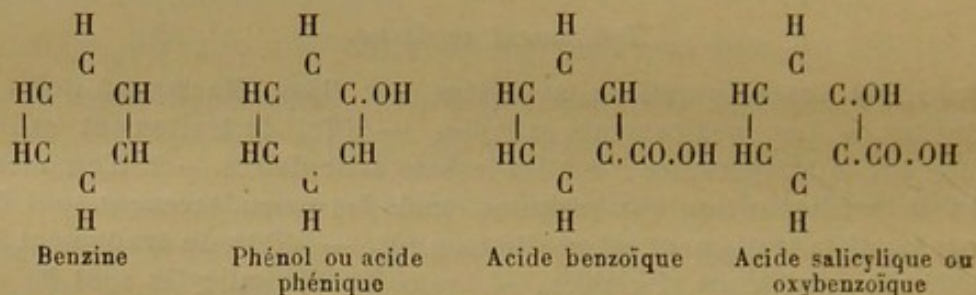 H H H H
C C C C
HC CH HC C.OH HC CH HC C.OH
| | | | | | | |
HC CH HC CH HC C.CO.OH HC C.CO.OH
C C C C
H H H H
Benzine Phénol ou acide Acide benzoïque Acide salicylique ou
phénique oxybenzoïque